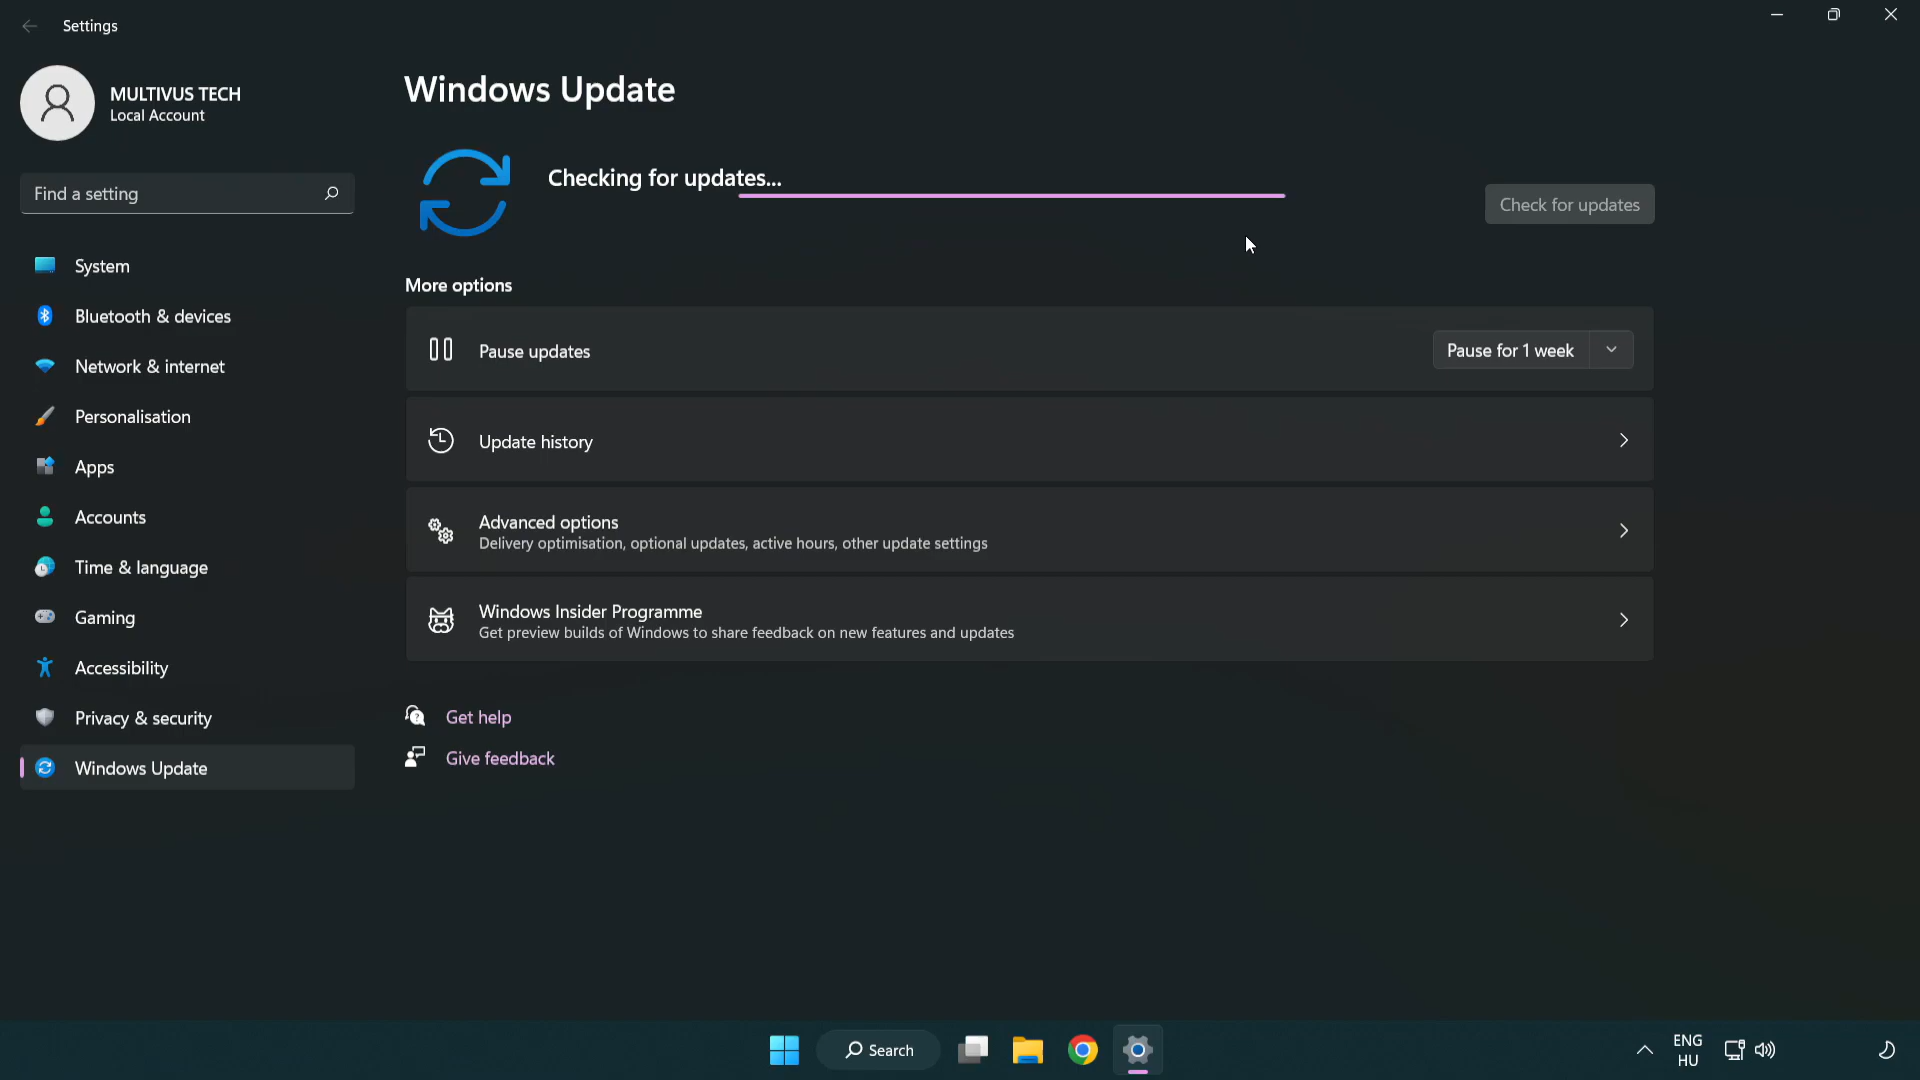 Settings
MULTIVUS TECH
Local Account
Find a setting
System
Bluetooth & devices
Network & internet
Personalisation
Apps
Accounts
Time & language
Gaming
Accessibility
Privacy & security
Windows Update
Windows Update
Checking for updates...
Check for updates
More options
Pause updates
Pause for 1 week
Update history
Advanced options
Delivery optimisation, optional updates, active hours, other update settings
Windows Insider Programme
Get preview builds of Windows to share feedback on new features and updates
Get help
Give feedback
Search
ENG
HU